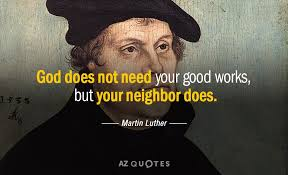 God does not need your good works,
but your neighbor does.
Martin Luther
AZ QUOTES